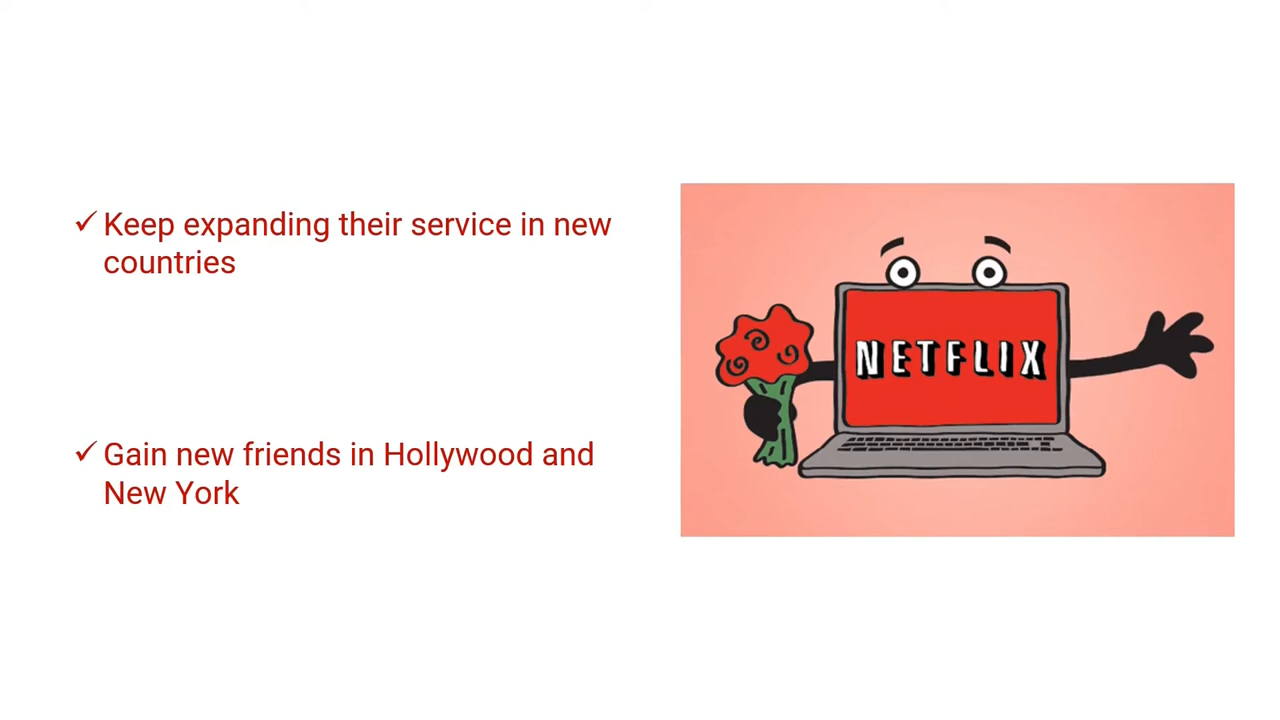 Keep expanding their service in new
countries
NETFLIX
Gain new friends in Hollywood and
New York